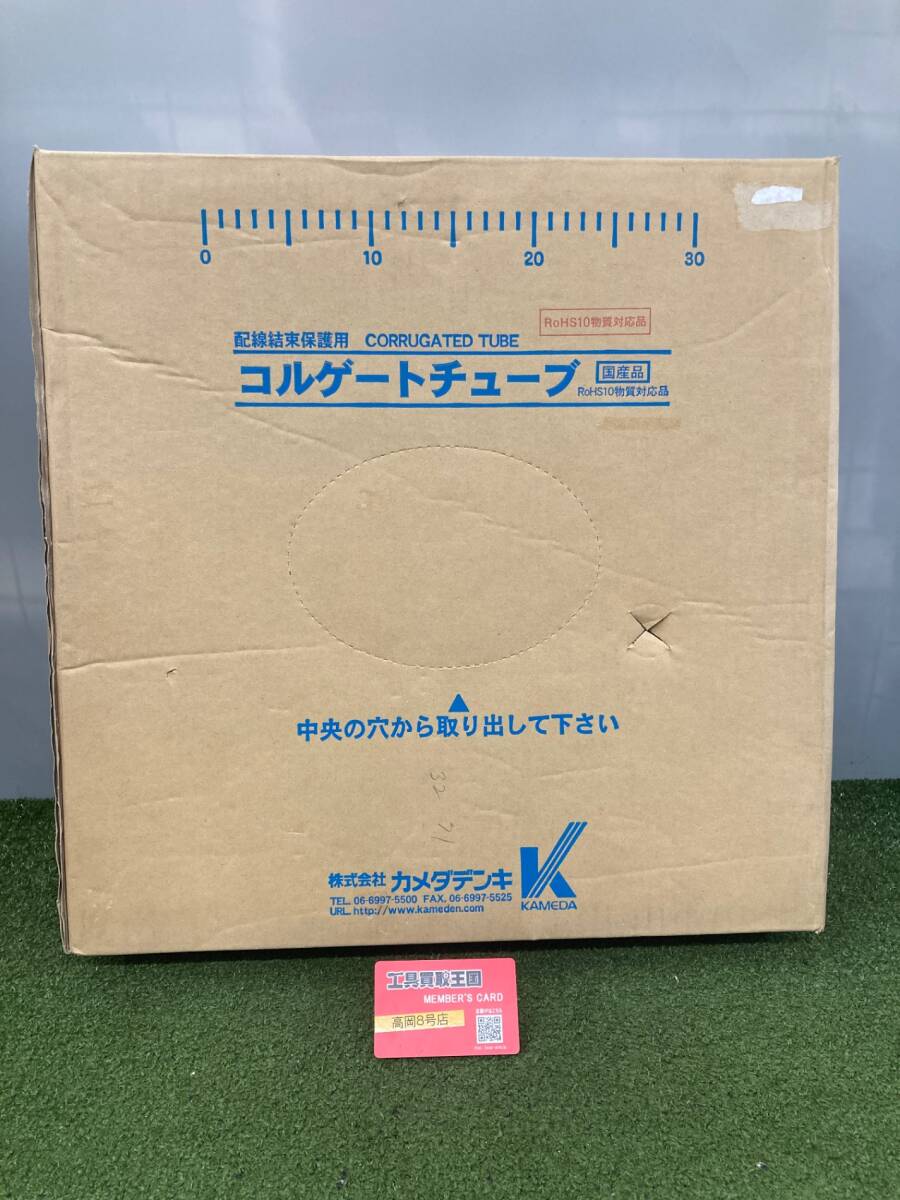 0 10 20 30
RoHS10物質対応品
配線結束保護用 CORRUGATED TUBE
コルゲートチューブ 国産品
RoHS10物質対応品
中央の穴から取り出して下さい
32 71
株式会社 カメダデンキ
TEL. 06-6997-5500 FAX. 06-6997-5525
URL. http://www.kameden.com
K
KAMEDA
工具買取王国
MEMBER'S CARD
高岡8号店